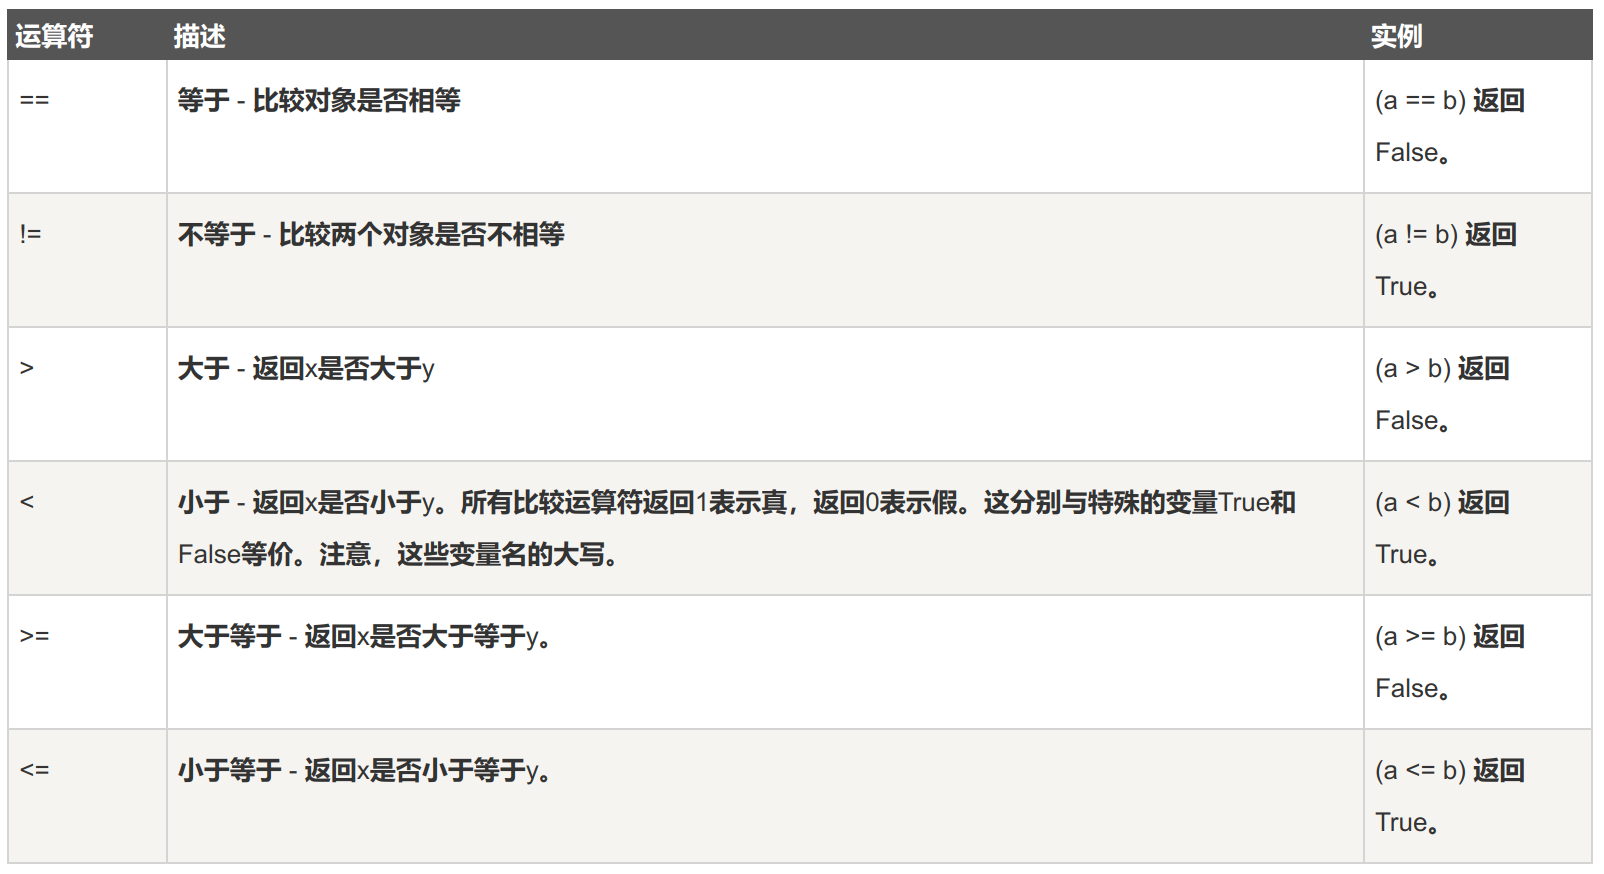 运算符 描述 实例
== 等于 - 比较对象是否相等 (a == b) 返回
False。
!= 不等于 - 比较两个对象是否不相等 (a != b) 返回
True。
> 大于 - 返回x是否大于y (a > b) 返回
False。
< 小于 - 返回x是否小于y。所有比较运算符返回1表示真，返回0表示假。这分别与特殊的变量True和 (a < b) 返回
False等价。注意，这些变量名的大写。 True。
>= 大于等于 - 返回x是否大于等于y。 (a >= b) 返回
False。
<= 小于等于 - 返回x是否小于等于y。 (a <= b) 返回
True。